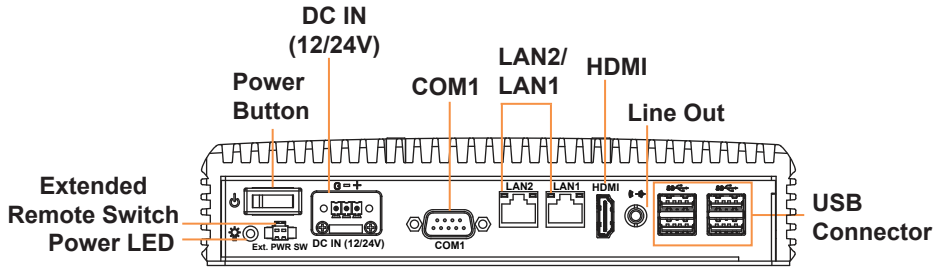 DC IN
(12/24V)
LAN2/
LAN1
HDMI
Power
Button
COM1
Line Out
Extended
Remote Switch
Power LED
USB
Connector
LAN2
LAN1
HDMI
Ext. PWR SW
DC IN (12/24V)
COM1